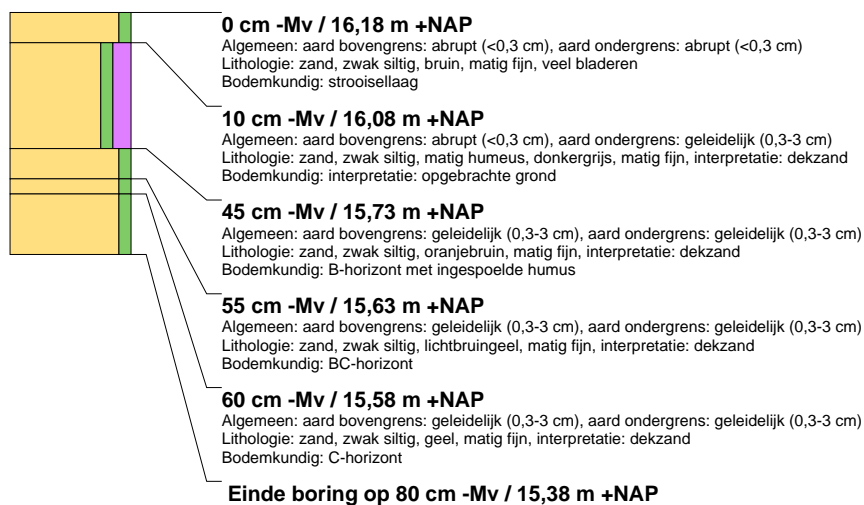 0 cm -Mv / 16,18 m +NAP
Algemeen: aard bovengrens: abrupt (<0,3 cm), aard ondergrens: abrupt (<0,3 cm)
Lithologie: zand, zwak siltig, bruin, matig fijn, veel bladeren
Bodemkundig: strooisellaag
10 cm -Mv / 16,08 m +NAP
Algemeen: aard bovengrens: abrupt (<0,3 cm), aard ondergrens: geleidelijk (0,3-3 cm)
Lithologie: zand, zwak siltig, matig humeus, donkergrijs, matig fijn, interpretatie: dekzand
Bodemkundig: interpretatie: opgebrachte grond
45 cm -Mv / 15,73 m +NAP
Algemeen: aard bovengrens: geleidelijk (0,3-3 cm), aard ondergrens: geleidelijk (0,3-3 cm)
Lithologie: zand, zwak siltig, oranjebruin, matig fijn, interpretatie: dekzand
Bodemkundig: B-horizont met ingespoelde humus
55 cm -Mv / 15,63 m +NAP
Algemeen: aard bovengrens: geleidelijk (0,3-3 cm), aard ondergrens: geleidelijk (0,3-3 cm)
Lithologie: zand, zwak siltig, lichtbruingeel, matig fijn, interpretatie: dekzand
Bodemkundig: BC-horizont
60 cm -Mv / 15,58 m +NAP
Algemeen: aard bovengrens: geleidelijk (0,3-3 cm), aard ondergrens: geleidelijk (0,3-3 cm)
Lithologie: zand, zwak siltig, geel, matig fijn, interpretatie: dekzand
Bodemkundig: C-horizont
Einde boring op 80 cm -Mv / 15,38 m +NAP